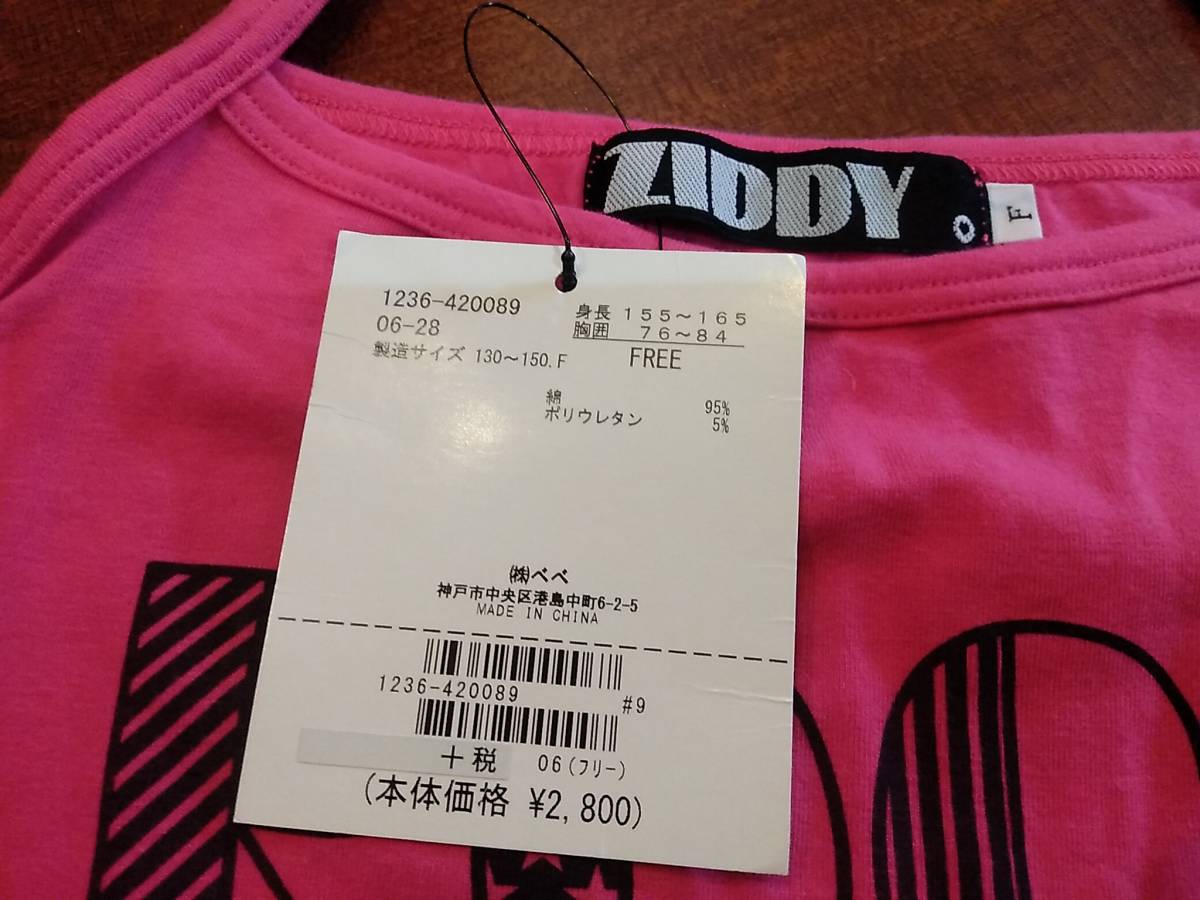 ZIDDY
F
1236-420089
06-28
製造サイズ 130～150.F
身長 155～165
胸囲 76～84
FREE
綿 95%
ポリウレタン 5%
㈱べべ
神戸市中央区港島中町6-2-5
MADE IN CHINA
1236-420089
#9
+税 06(フリー)
(本体価格 ¥2,800)